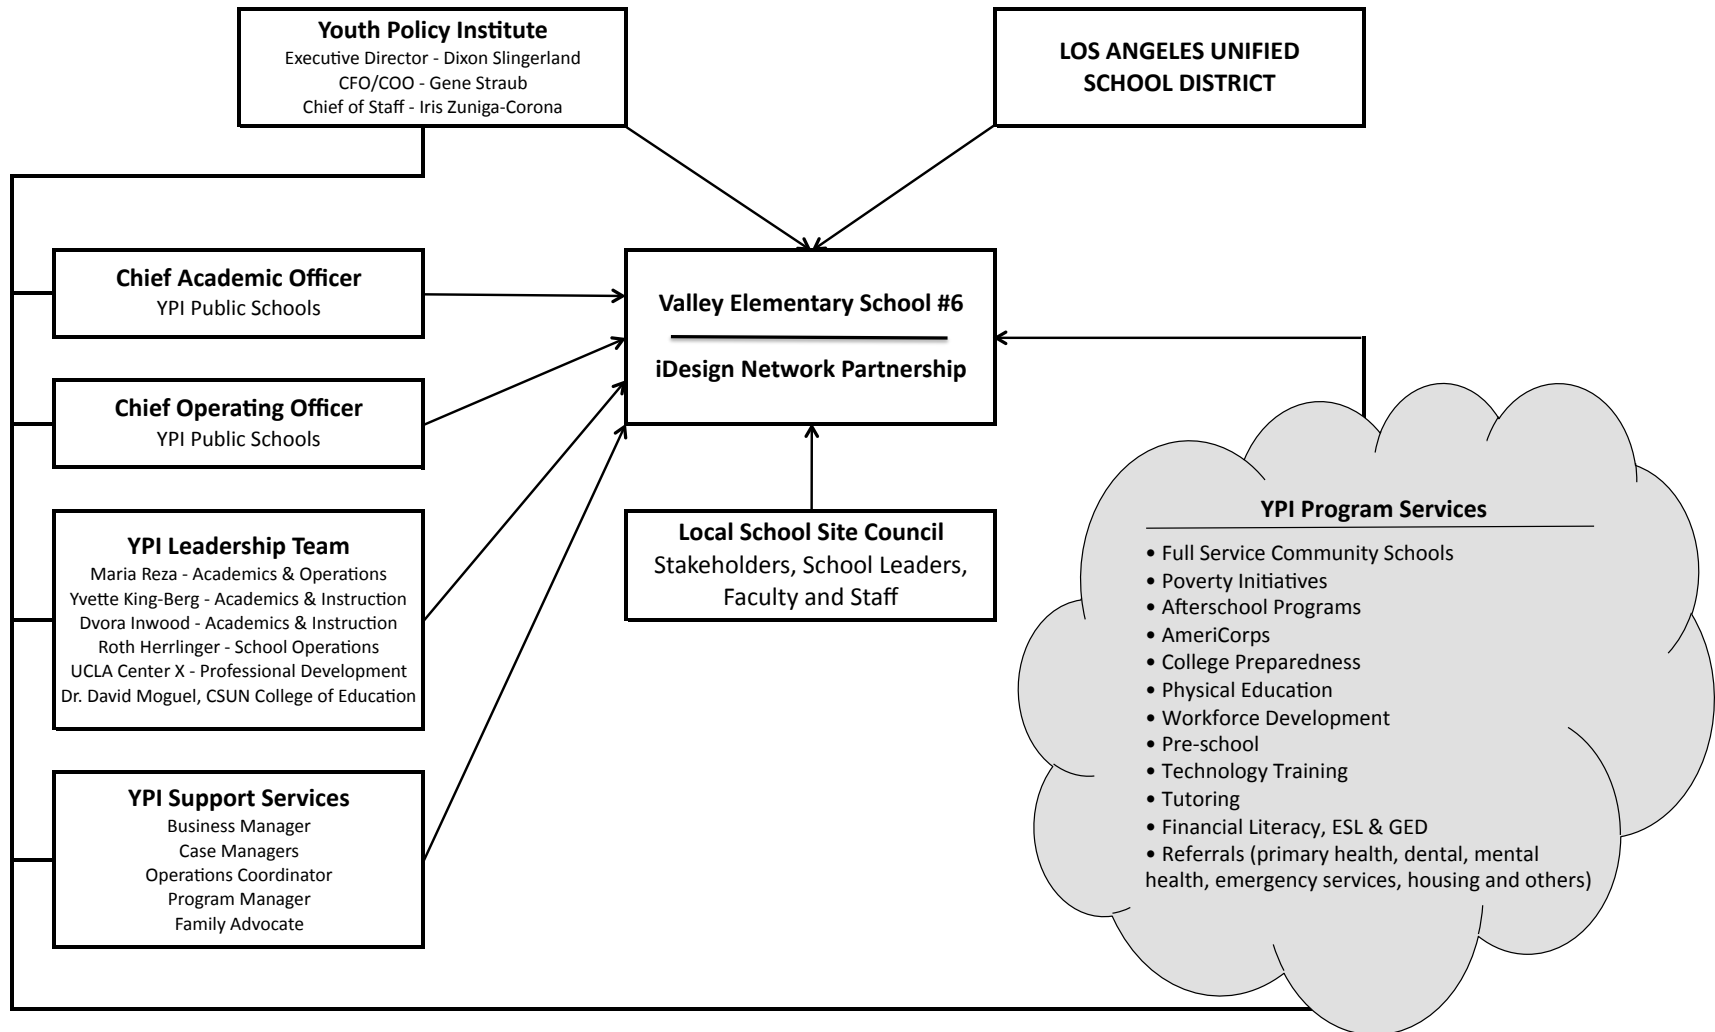 Youth Policy Institute
Executive Director - Dixon Slingerland
CFO/COO - Gene Straub
Chief of Staff - Iris Zuniga-Corona
LOS ANGELES UNIFIED
SCHOOL DISTRICT
Chief Academic Officer
YPI Public Schools
Chief Operating Officer
YPI Public Schools
YPI Leadership Team
Maria Reza - Academics & Operations
Yvette King-Berg - Academics & Instruction
Dvora Inwood - Academics & Instruction
Roth Herrlinger - School Operations
UCLA Center X - Professional Development
Dr. David Moguel, CSUN College of Education
YPI Support Services
Business Manager
Case Managers
Operations Coordinator
Program Manager
Family Advocate
Valley Elementary School #6
iDesign Network Partnership
Local School Site Council
Stakeholders, School Leaders,
Faculty and Staff
YPI Program Services
• Full Service Community Schools
• Poverty Initiatives
• Afterschool Programs
• AmeriCorps
• College Preparedness
• Physical Education
• Workforce Development
• Pre-school
• Technology Training
• Tutoring
• Financial Literacy, ESL & GED
• Referrals (primary health, dental, mental
health, emergency services, housing and others)